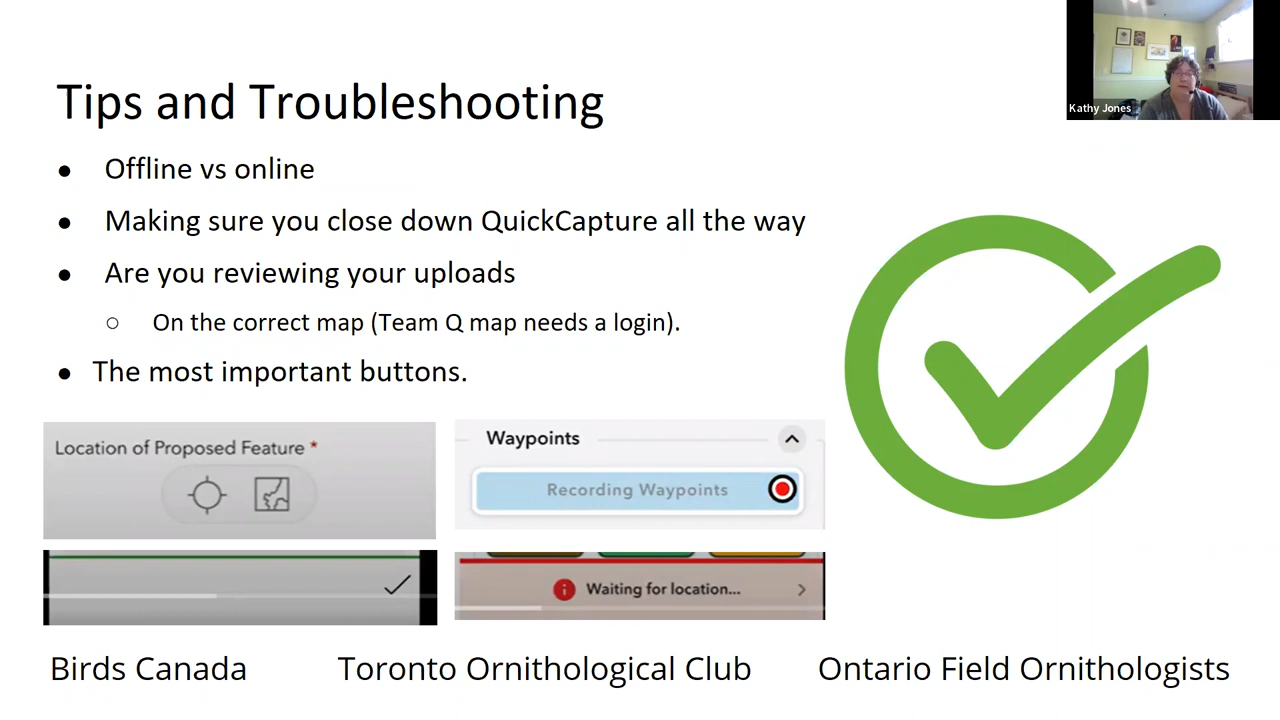 Kathy Jones
Tips and Troubleshooting
● Offline vs online
● Making sure you close down QuickCapture all the way
● Are you reviewing your uploads
○ On the correct map (Team Q map needs a login).
● The most important buttons.
Location of Proposed Feature *
Waypoints
Recording Waypoints
Waiting for location...
Birds Canada
Toronto Ornithological Club
Ontario Field Ornithologists